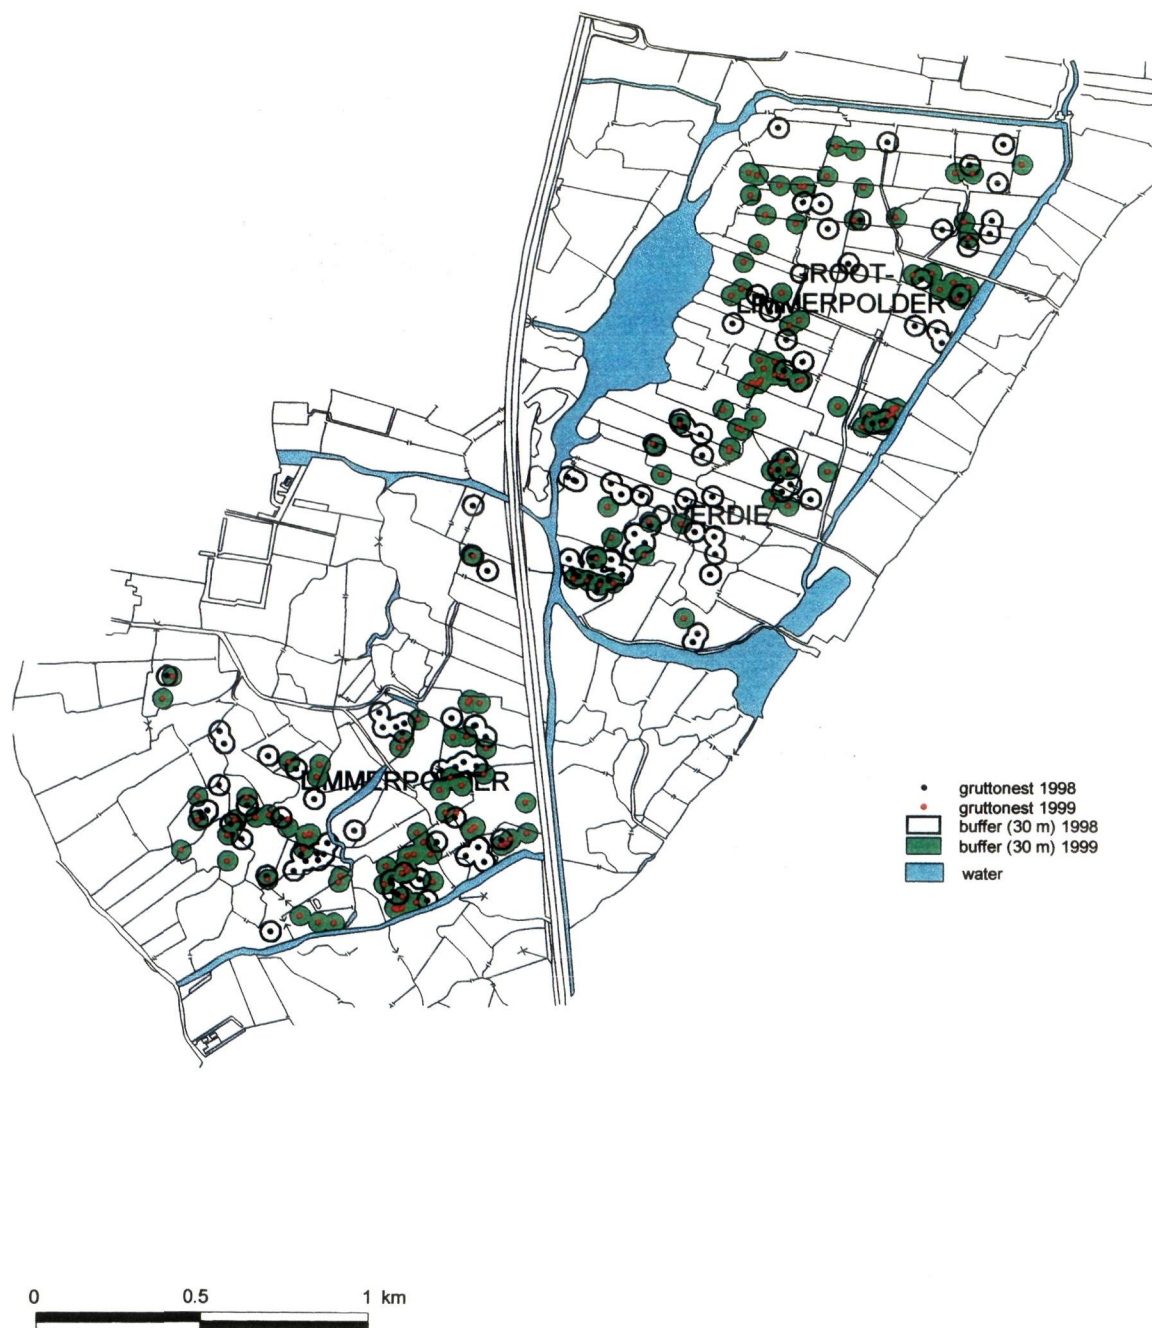 GROOT-
LIMMERPOLDER
OVERDIE
LIMMERPOLDER
gruttonest 1998
gruttonest 1999
buffer (30 m) 1998
buffer (30 m) 1999
water
0 0.5 1 km